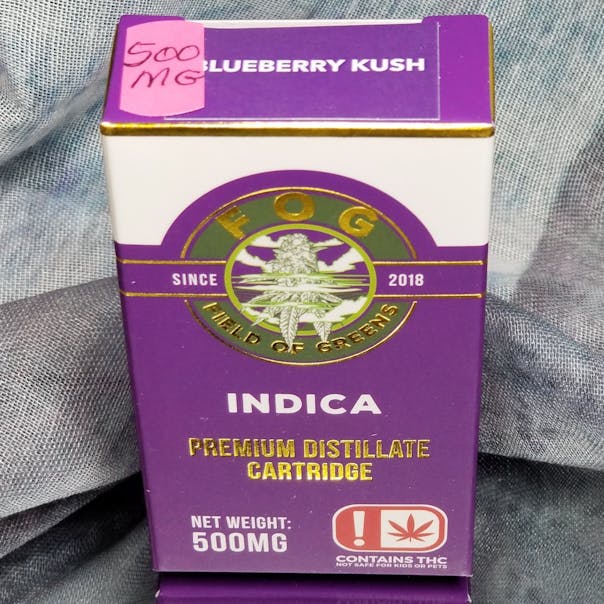 500
MG
BLUEBERRY KUSH
FOG
SINCE 2018
FIELD OF GREENS
INDICA
PREMIUM DISTILLATE
CARTRIDGE
NET WEIGHT:
500MG
!
CONTAINS THC
NOT SAFE FOR KIDS OR PETS